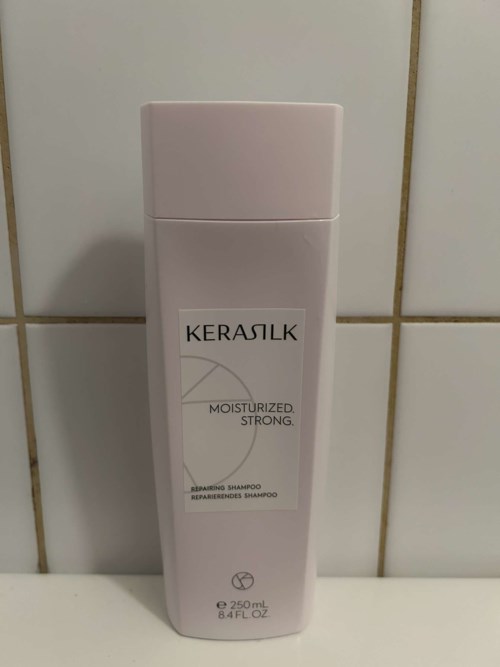 KERASILK
MOISTURIZED.
STRONG.
REPAIRING SHAMPOO
REPARIERENDES SHAMPOO
℮ 250 mL
8.4 FL. OZ.